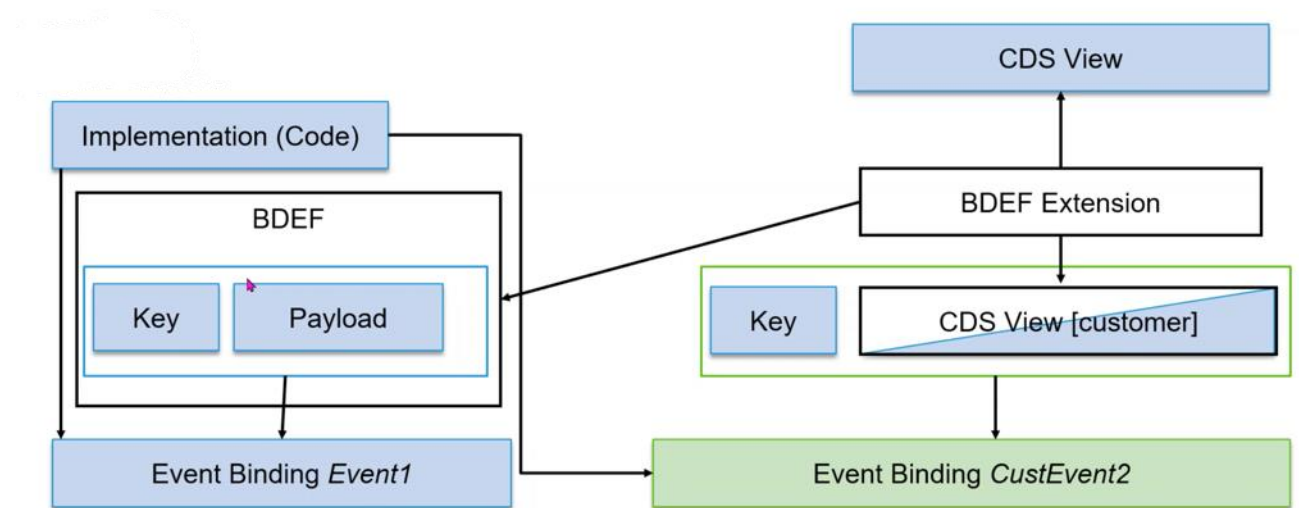 CDS View
Implementation (Code)
BDEF
BDEF Extension
Key
Payload
Key
CDS View [customer]
Event Binding Event1
Event Binding CustEvent2